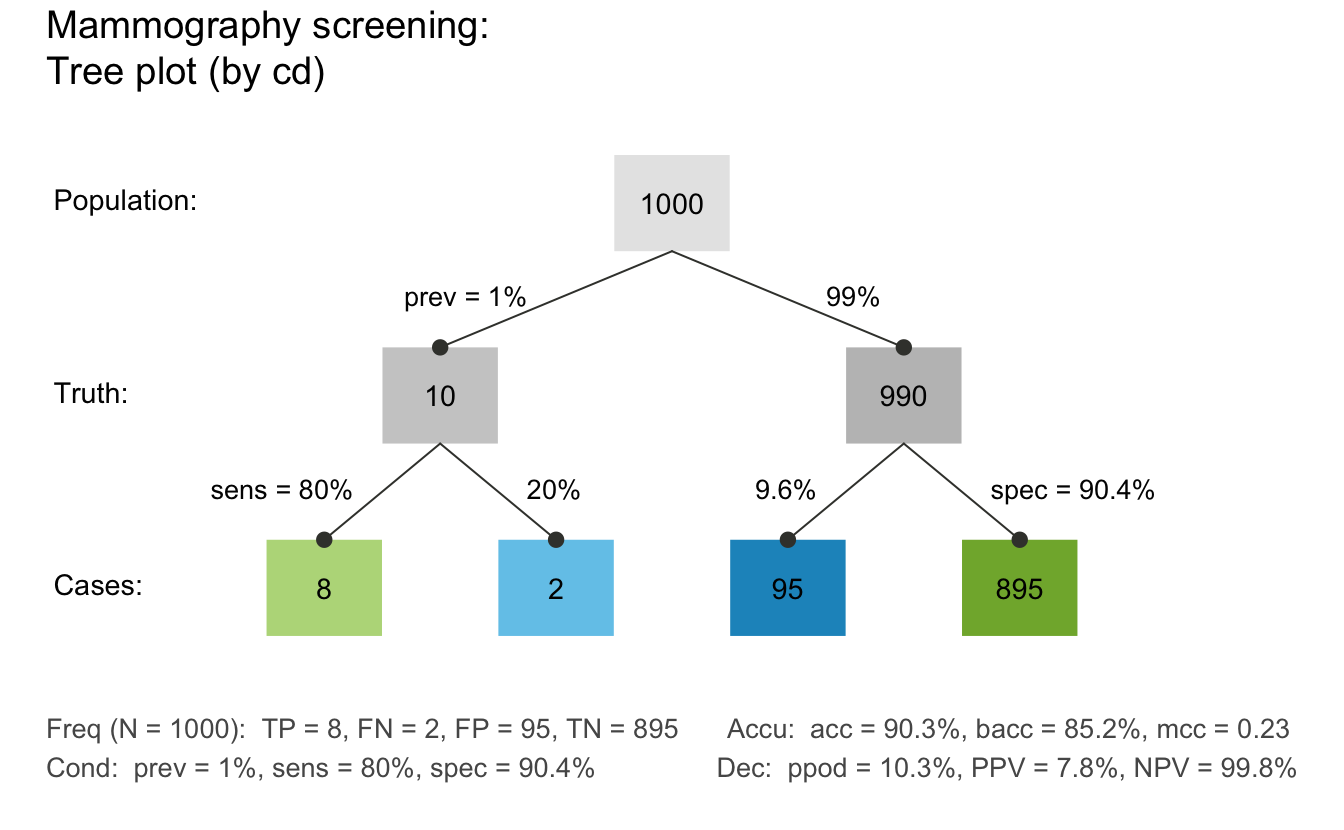 Mammography screening:
Tree plot (by cd)
Population:
1000
prev = 1%
99%
Truth:
10
990
sens = 80%
20%
9.6%
spec = 90.4%
Cases:
8
2
95
895
Freq (N = 1000):  TP = 8, FN = 2, FP = 95, TN = 895
Accu:  acc = 90.3%, bacc = 85.2%, mcc = 0.23
Cond:  prev = 1%, sens = 80%, spec = 90.4%
Dec:  ppod = 10.3%, PPV = 7.8%, NPV = 99.8%